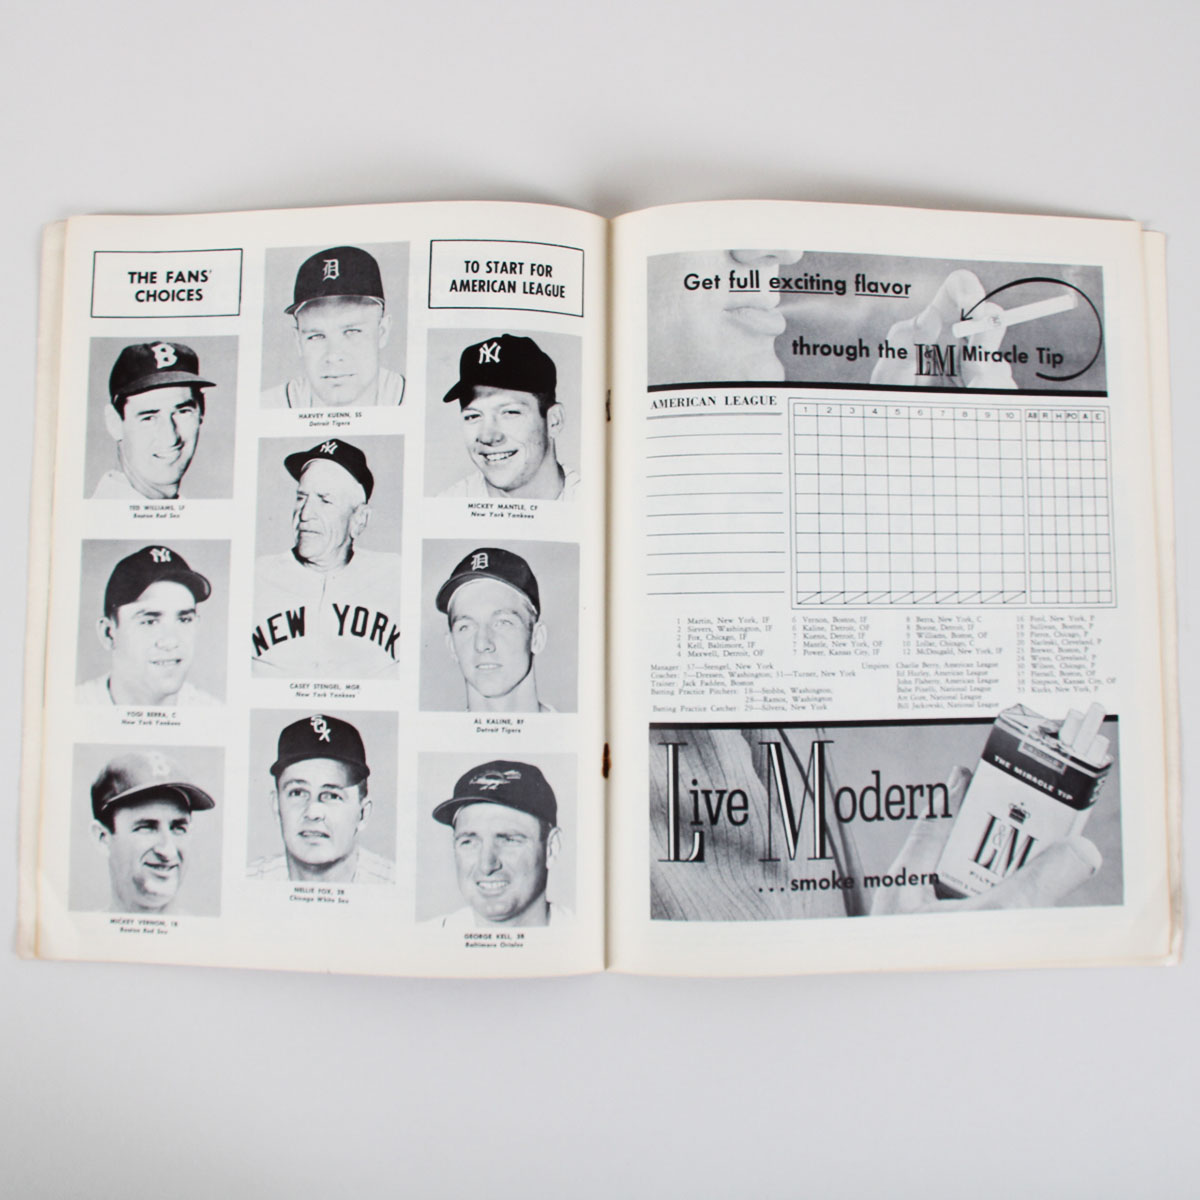 THE FANS'
CHOICES
TO START FOR
AMERICAN LEAGUE
HARVEY KUENN, SS
Detroit Tigers
TED WILLIAMS, LF
Boston Red Sox
MICKEY MANTLE, CF
New York Yankees
NEW YORK
CASEY STENGEL, MGR.
New York Yankees
YOGI BERRA, C
New York Yankees
AL KALINE, RF
Detroit Tigers
MICKEY VERNON, 1B
Boston Red Sox
NELLIE FOX, 2B
Chicago White Sox
GEORGE KELL, 3B
Baltimore Orioles
Get full exciting flavor
through the L&M Miracle Tip
AMERICAN LEAGUE
1 2 3 4 5 6 7 8 9 10 AB R H PO A E
1 Martin, New York, IF
2 Sievers, Washington, IF
2 Fox, Chicago, IF
4 Kell, Baltimore, IF
4 Maxwell, Detroit, OF
6 Vernon, Boston, IF
6 Kaline, Detroit, OF
7 Kuenn, Detroit, IF
7 Mantle, New York, OF
7 Power, Kansas City, IF
8 Berra, New York, C
8 Boone, Detroit, IF
9 Williams, Boston, OF
10 Lollar, Chicago, C
12 McDougald, New York, IF
16 Ford, New York, P
18 Sullivan, Boston, P
19 Pierce, Chicago, P
20 Narleski, Cleveland, P
23 Brewer, Boston, P
24 Wynn, Cleveland, P
30 Wilson, Chicago, P
Piersall, Boston, OF
Simpson, Kansas City, OF
Kucks, New York, P
Manager: 37—Stengel, New York
Coaches: 7—Dressen, Washington; 31—Turner, New York
Trainer: Jack Fadden, Boston
Batting Practice Pitchers: 18—Stobbs, Washington,
28—Ramos, Washington
Batting Practice Catcher: 29—Silvera, New York
Umpires: Charlie Berry, American League
Ed Hurley, American League
John Flaherty, American League
Babe Pinelli, National League
Art Gore, National League
Bill Jackowski, National League
Live Modern
...smoke modern
THE MIRACLE TIP
L&M
FILTERS